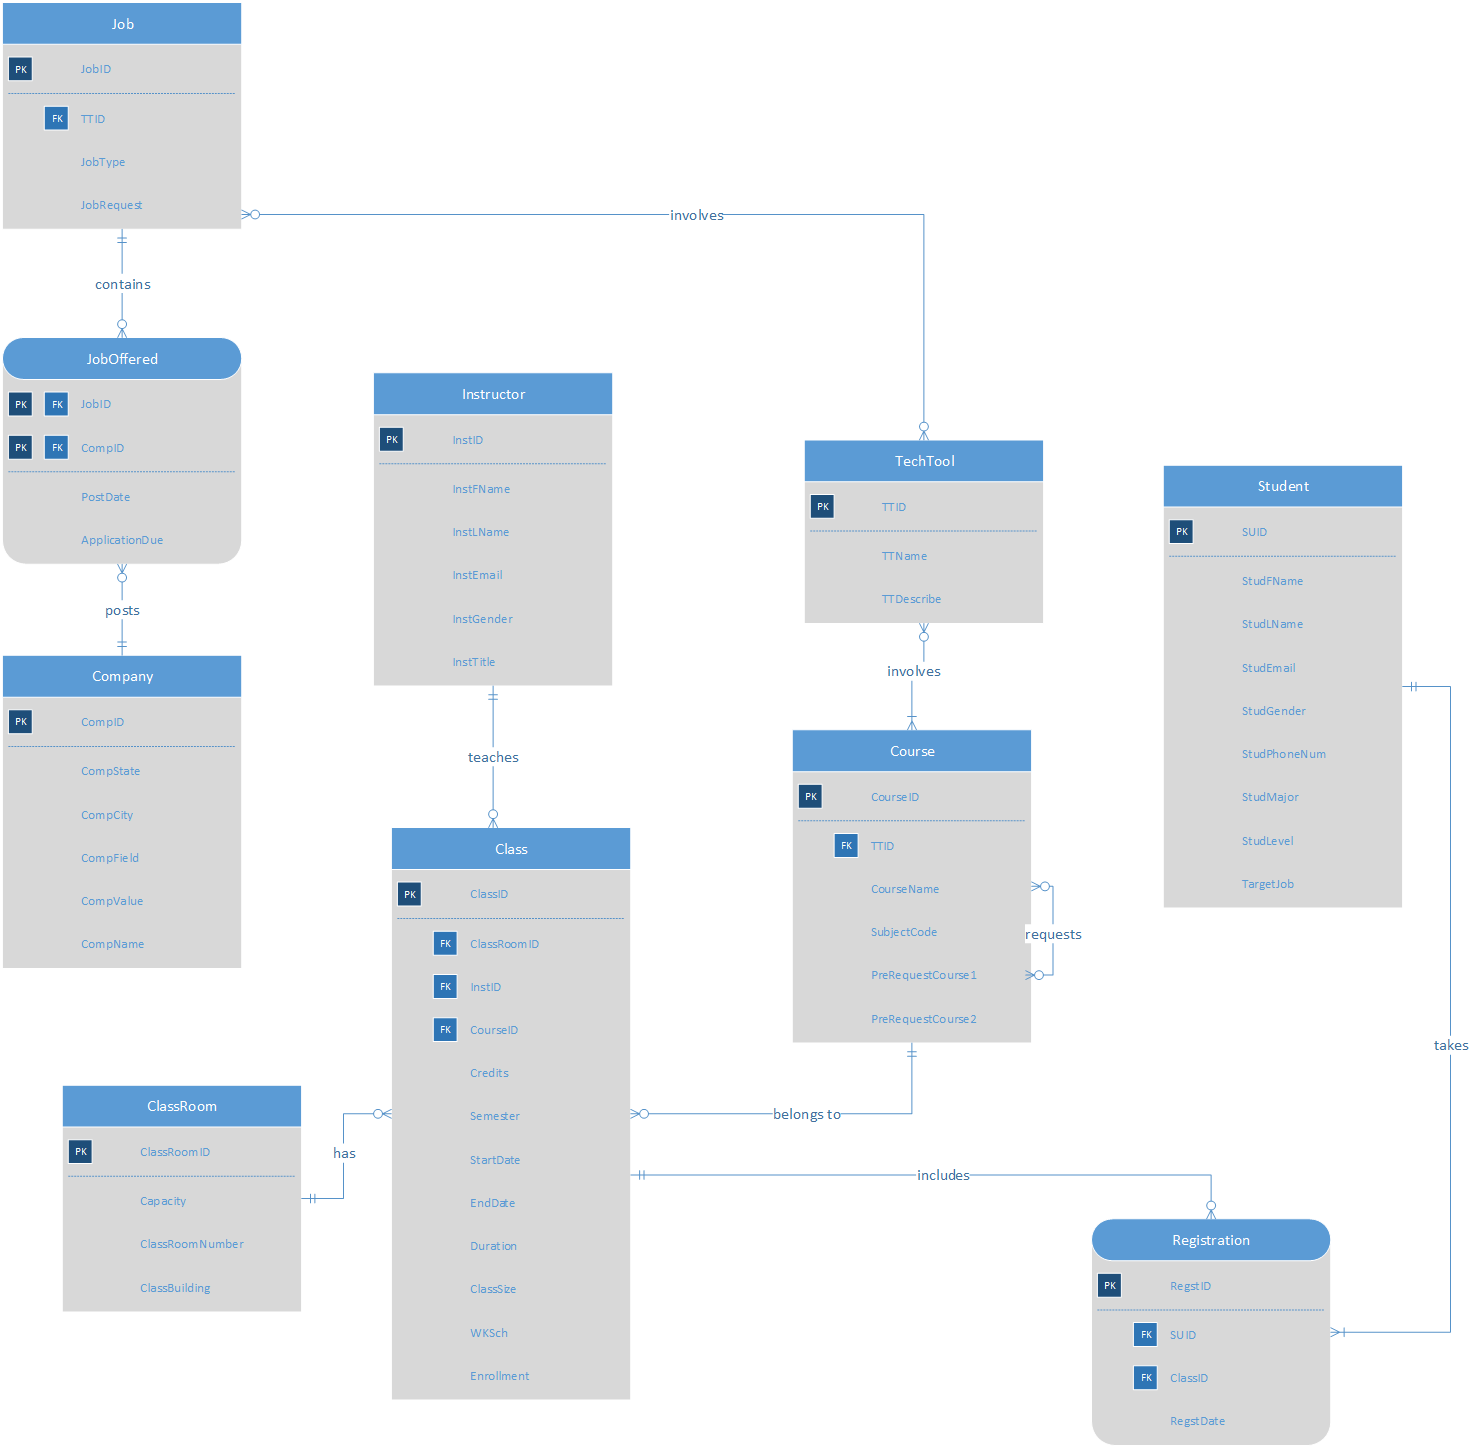 Job
PK JobID
FK TTID
JobType
JobRequest
involves
contains
JobOffered
PK FK JobID
PK FK CompID
PostDate
ApplicationDue
posts
Company
PK CompID
CompState
CompCity
CompField
CompValue
CompName
Instructor
PK InstID
InstFName
InstLName
InstEmail
InstGender
InstTitle
teaches
TechTool
PK TTID
TTName
TTDescribe
involves
Student
PK SUID
StudFName
StudLName
StudEmail
StudGender
StudPhoneNum
StudMajor
StudLevel
TargetJob
takes
Course
PK CourseID
FK TTID
CourseName
SubjectCode
PreRequestCourse1
PreRequestCourse2
requests
belongs to
Class
PK ClassID
FK ClassRoomID
FK InstID
FK CourseID
Credits
Semester
StartDate
EndDate
Duration
ClassSize
WKSch
Enrollment
includes
ClassRoom
PK ClassRoomID
Capacity
ClassRoomNumber
ClassBuilding
has
Registration
PK RegstID
FK SUID
FK ClassID
RegstDate